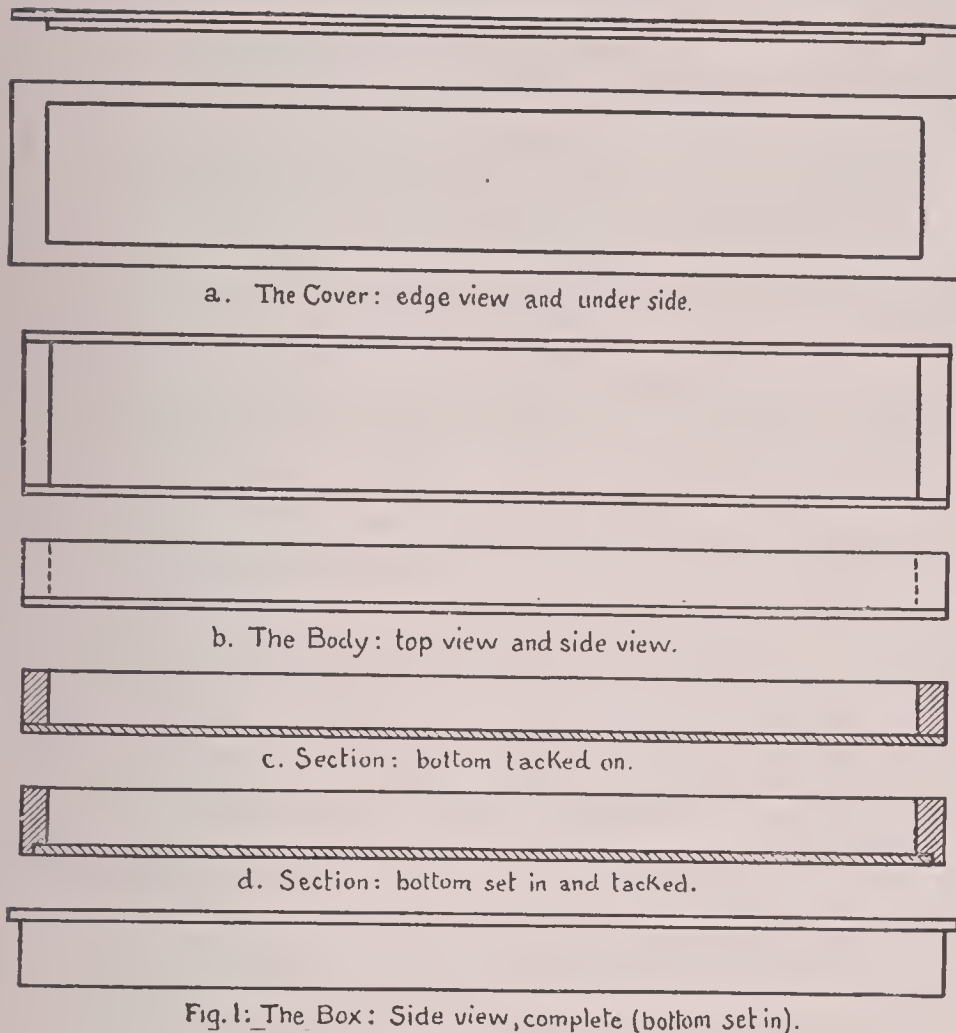 a. The Cover: edge view and under side.
b. The Body: top view and side view.
c. Section: bottom tacked on.
d. Section: bottom set in and tacked.
Fig. 1: The Box: Side view, complete (bottom set in).